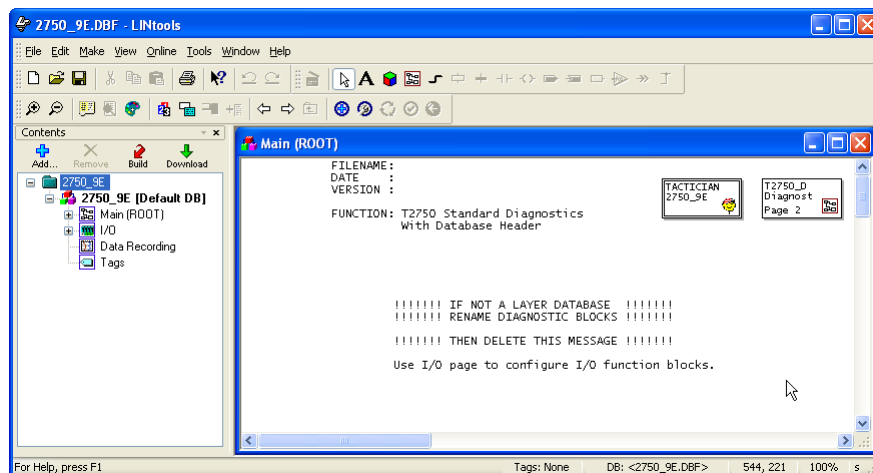 2750_9E.DBF - LINtools
File Edit Make View Online Tools Window Help
Contents
Add... Remove Build Download
2750_9E
2750_9E [Default DB]
Main (ROOT)
I/O
Data Recording
Tags
Main (ROOT)
FILENAME:
DATE :
VERSION :
FUNCTION: T2750 Standard Diagnostics
With Database Header
TACTICIAN
2750_9E
T2750_D
Diagnost
Page 2
!!!!!!! IF NOT A LAYER DATABASE !!!!!!!
!!!!!!! RENAME DIAGNOSTIC BLOCKS !!!!!!!
!!!!!!! THEN DELETE THIS MESSAGE !!!!!!!
Use I/O page to configure I/O function blocks.
For Help, press F1
Tags: None DB: <2750_9E.DBF> 544, 221 100% s